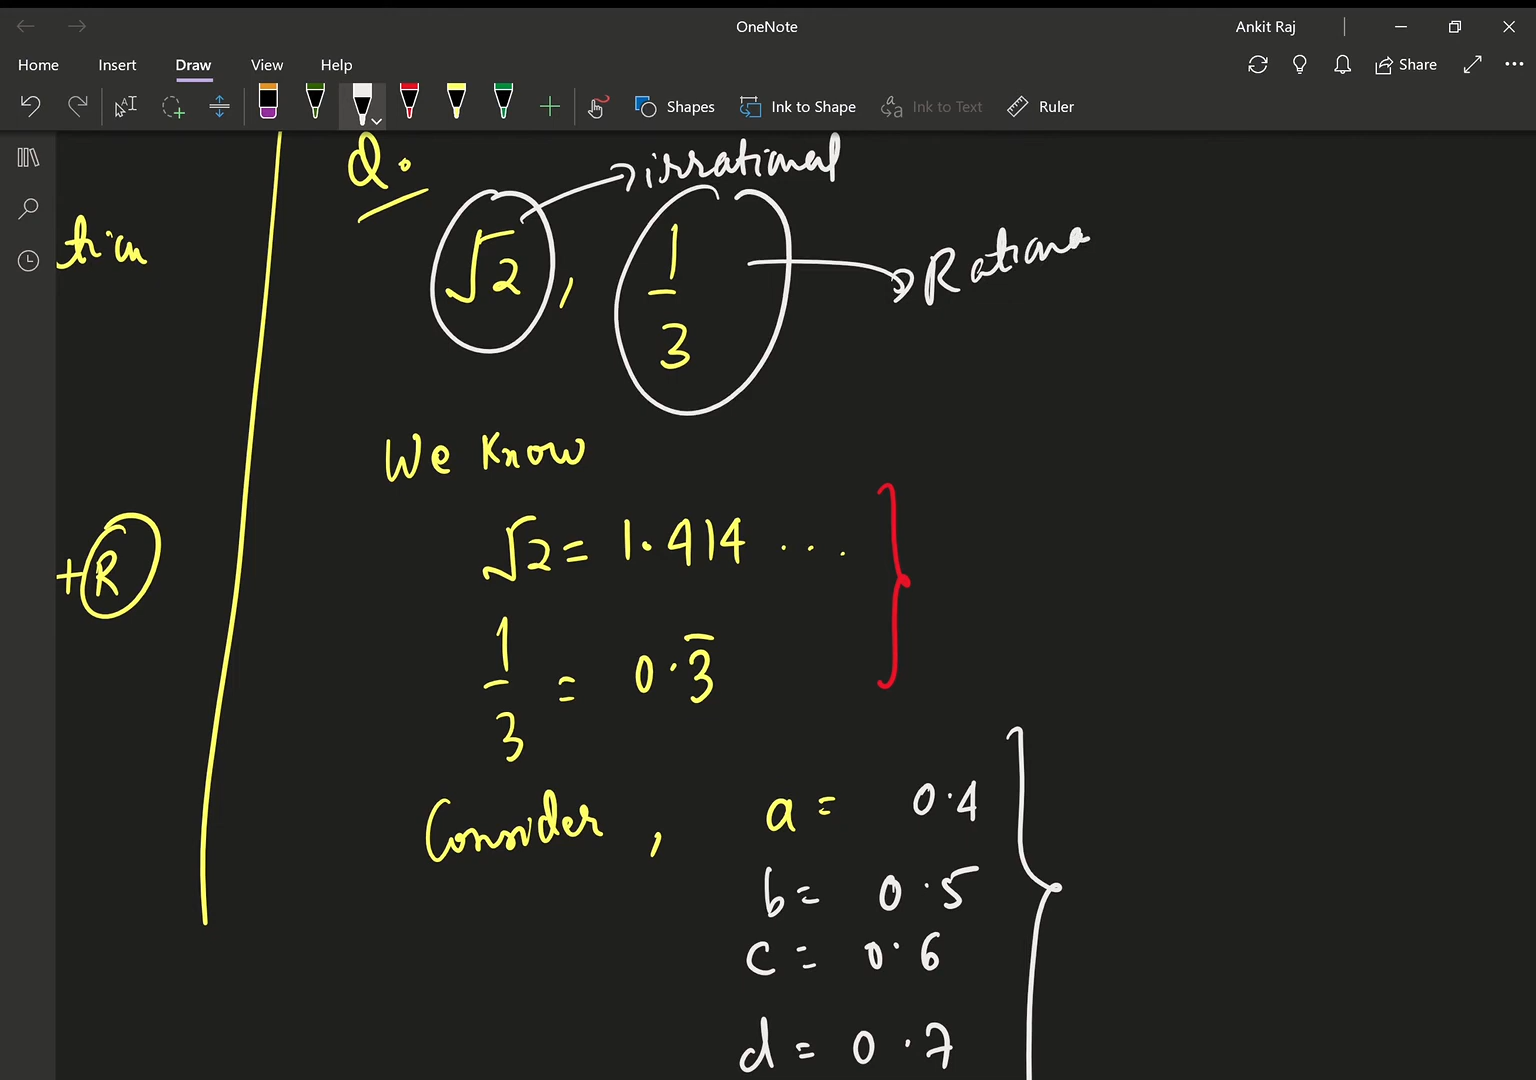 OneNote
Ankit Raj
Home Insert Draw View Help
Share
Shapes
Ink to Shape
Ink to Text
Ruler
Q.
√2 , 1/3
irrational
Rationa
tion
+R
We Know
√2 = 1.414 ...
1/3 = 0.3̅
Consider , a = 0.4
b = 0.5
c = 0.6
d = 0.7